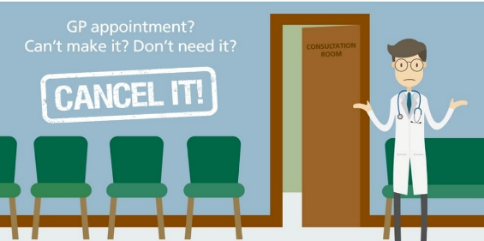 GP appointment?
Can't make it? Don't need it?
CANCEL IT!
CONSULTATION
ROOM